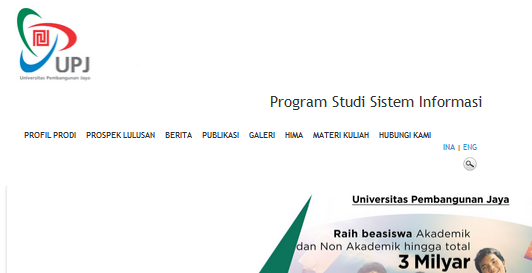 UPJ
Universitas Pembangunan Jaya
Program Studi Sistem Informasi
PROFIL PRODI PROSPEK LULUSAN BERITA PUBLIKASI GALERI HIMA MATERI KULIAH HUBUNGI KAMI
INA | ENG
Universitas Pembangunan Jaya
Raih beasiswa Akademik
dan Non Akademik hingga total
3 Milyar